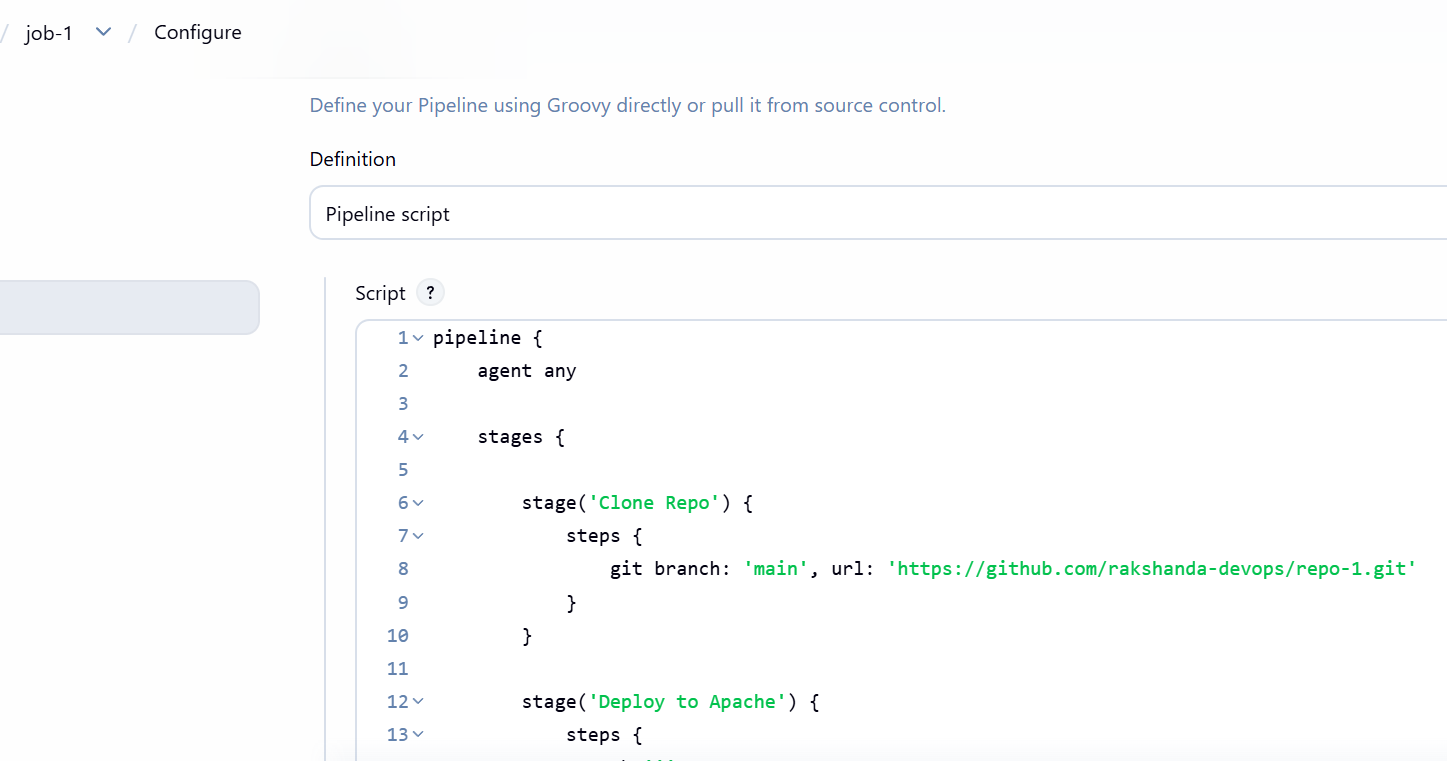 / job-1 / Configure
Define your Pipeline using Groovy directly or pull it from source control.
Definition
Pipeline script
Script ?
1 pipeline {
2     agent any
3
4     stages {
5
6         stage('Clone Repo') {
7             steps {
8                 git branch: 'main', url: 'https://github.com/rakshanda-devops/repo-1.git'
9             }
10         }
11
12         stage('Deploy to Apache') {
13             steps {